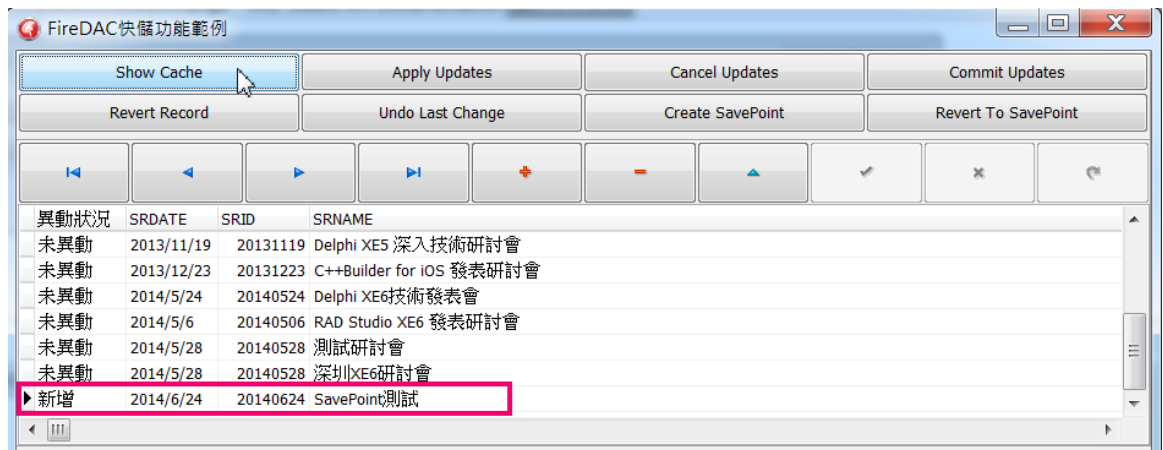 FireDAC快儲功能範例
Show Cache Apply Updates Cancel Updates Commit Updates
Revert Record Undo Last Change Create SavePoint Revert To SavePoint
異動狀況 SRDATE SRID SRNAME
未異動 2013/11/19 20131119 Delphi XE5 深入技術研討會
未異動 2013/12/23 20131223 C++Builder for iOS 發表研討會
未異動 2014/5/24 20140524 Delphi XE6技術發表會
未異動 2014/5/6 20140506 RAD Studio XE6 發表研討會
未異動 2014/5/28 20140528 測試研討會
未異動 2014/5/28 20140528 深圳XE6研討會
新增 2014/6/24 20140624 SavePoint測試